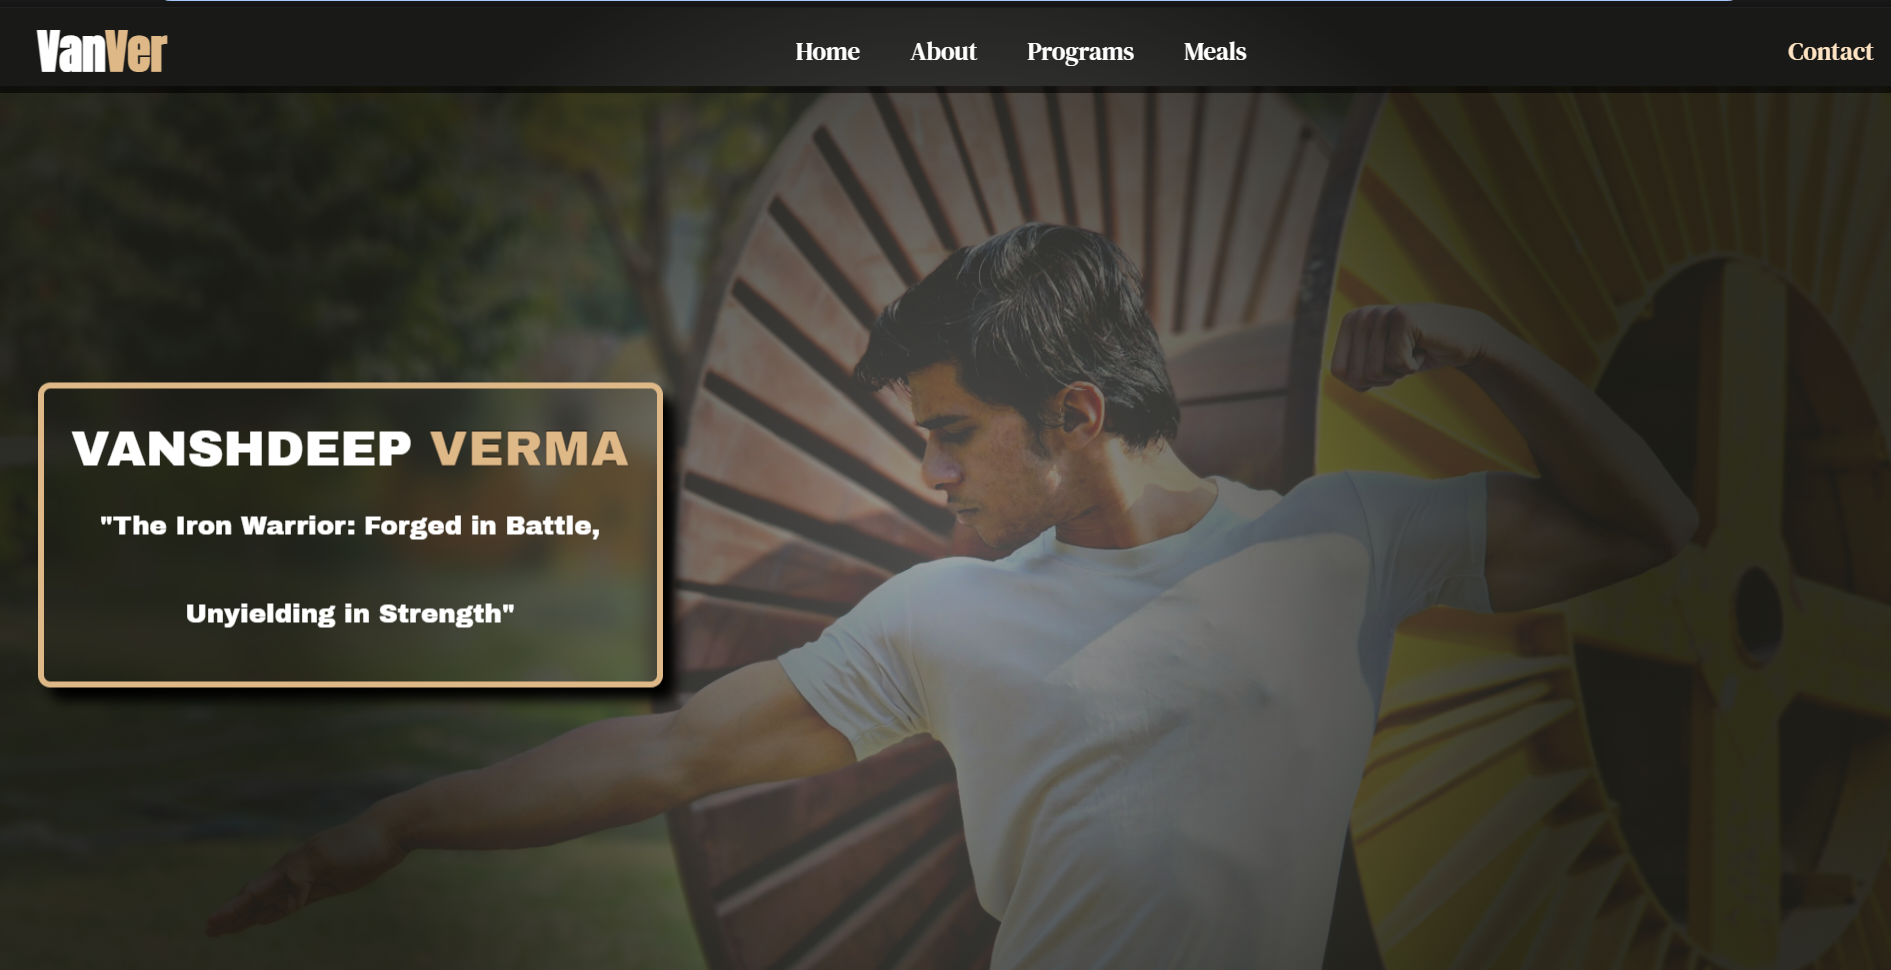 VanVer
Home About Programs Meals Contact
VANSHDEEP VERMA
"The Iron Warrior: Forged in Battle,
Unyielding in Strength"